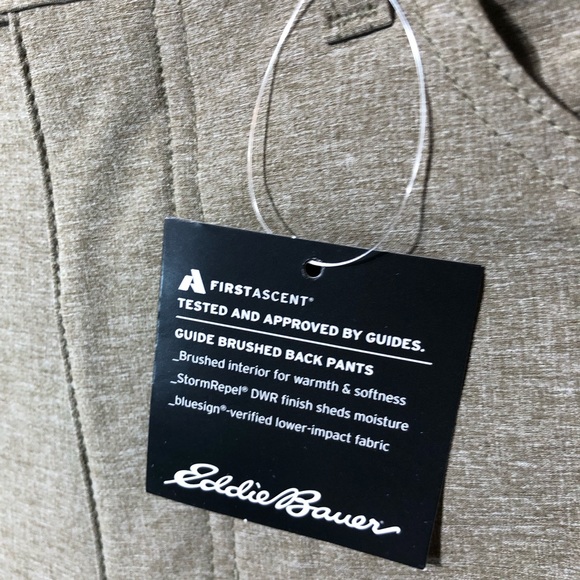 FIRSTASCENT®
TESTED AND APPROVED BY GUIDES.
GUIDE BRUSHED BACK PANTS
_Brushed interior for warmth & softness
_StormRepel® DWR finish sheds moisture
_bluesign®-verified lower-impact fabric
Eddie Bauer